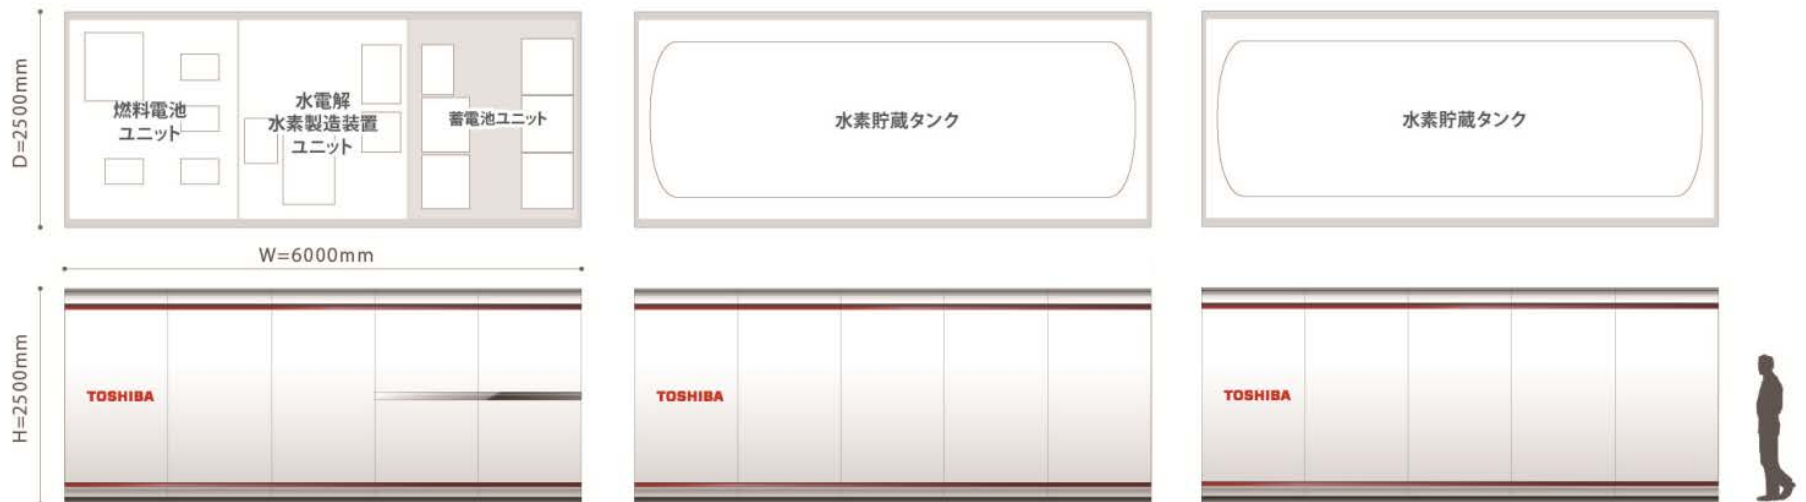 D=2500mm
燃料電池
ユニット
水電解
水素製造装置
ユニット
蓄電池ユニット
水素貯蔵タンク
水素貯蔵タンク
W=6000mm
H=2500mm
TOSHIBA
TOSHIBA
TOSHIBA